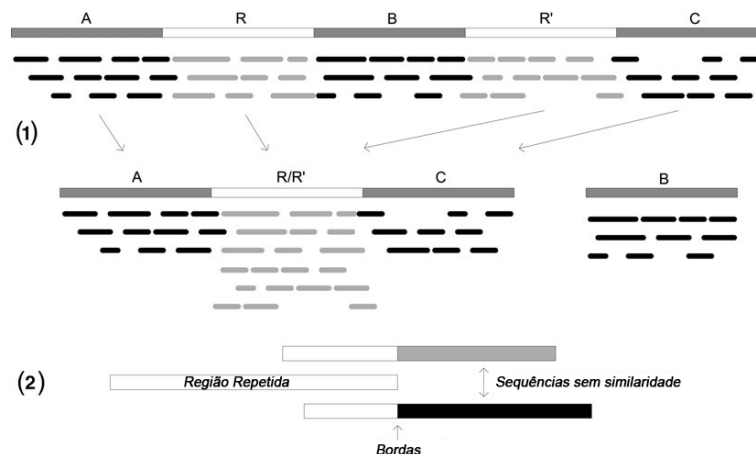 A R B R' C
(1)
A R/R' C B
(2)
Região Repetida
Sequências sem similaridade
Bordas